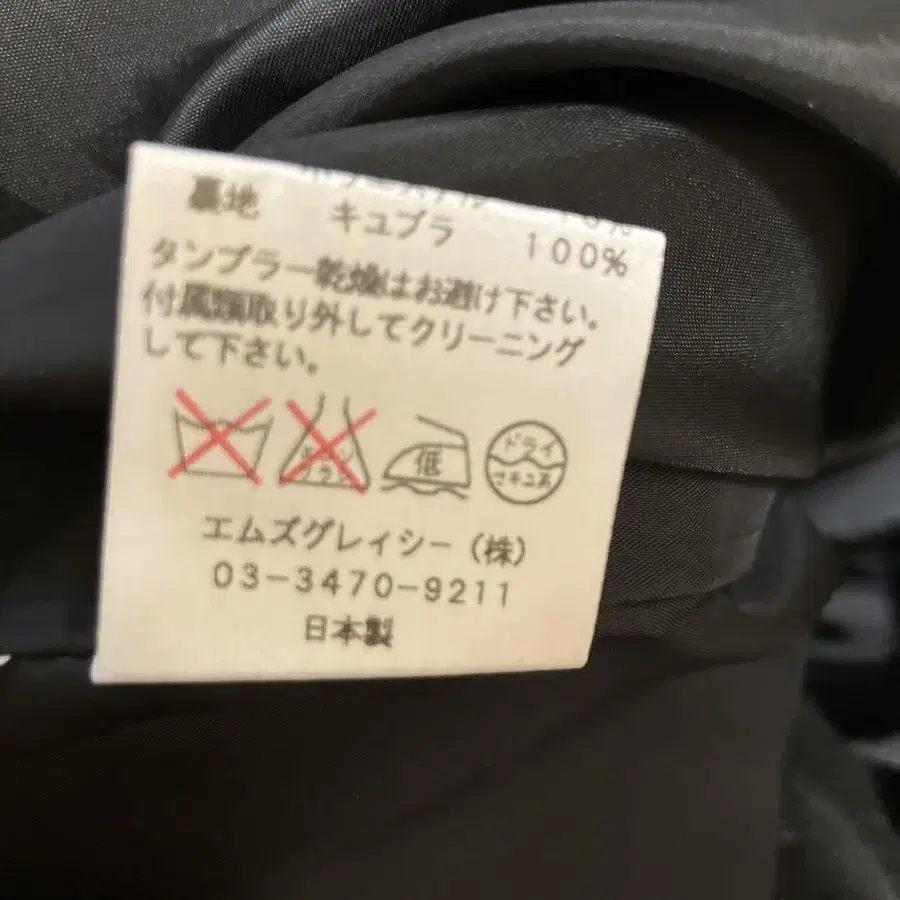 裏地 キュプラ 100%
タンブラー乾燥はお避け下さい。
付属類取り外してクリーニング
して下さい。
低
ドライ
セキユ系
エムズグレイシー(株)
03-3470-9211
日本製